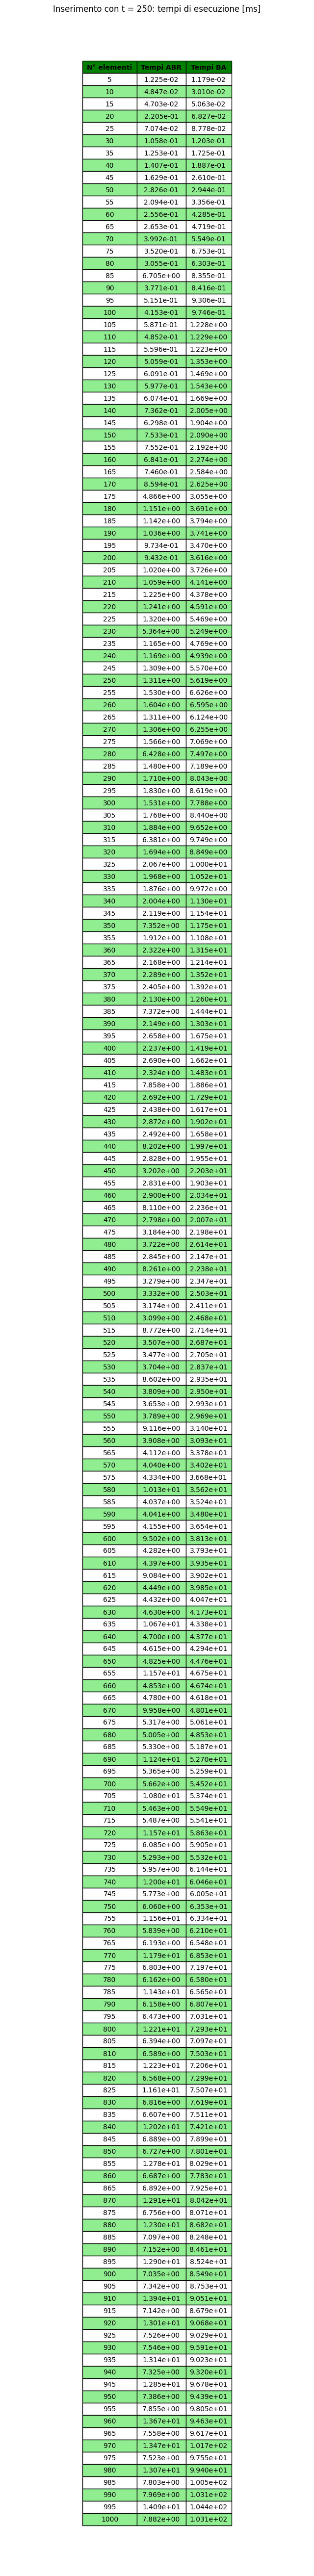 Inserimento con t = 250: tempi di esecuzione [ms]
N° elementi Tempi ABR Tempi BA
5 1.225e-02 1.179e-02
10 4.847e-02 3.010e-02
15 4.703e-02 5.063e-02
20 2.205e-01 6.827e-02
25 7.074e-02 8.778e-02
30 1.058e-01 1.203e-01
35 1.253e-01 1.725e-01
40 1.407e-01 1.887e-01
45 1.629e-01 2.610e-01
50 2.826e-01 2.944e-01
55 2.094e-01 3.356e-01
60 2.556e-01 4.285e-01
65 2.653e-01 4.719e-01
70 3.992e-01 5.549e-01
75 3.520e-01 6.753e-01
80 3.055e-01 6.303e-01
85 6.705e+00 8.355e-01
90 3.771e-01 8.416e-01
95 5.151e-01 9.306e-01
100 4.153e-01 9.746e-01
105 5.871e-01 1.228e+00
110 4.852e-01 1.229e+00
115 5.596e-01 1.223e+00
120 5.059e-01 1.353e+00
125 6.091e-01 1.469e+00
130 5.977e-01 1.543e+00
135 6.074e-01 1.669e+00
140 7.362e-01 2.005e+00
145 6.298e-01 1.904e+00
150 7.533e-01 2.090e+00
155 7.552e-01 2.192e+00
160 6.841e-01 2.274e+00
165 7.460e-01 2.584e+00
170 8.594e-01 2.625e+00
175 4.866e+00 3.055e+00
180 1.151e+00 3.691e+00
185 1.142e+00 3.794e+00
190 1.036e+00 3.741e+00
195 9.734e-01 3.470e+00
200 9.432e-01 3.616e+00
205 1.020e+00 3.726e+00
210 1.059e+00 4.141e+00
215 1.225e+00 4.378e+00
220 1.241e+00 4.591e+00
225 1.320e+00 5.469e+00
230 5.364e+00 5.249e+00
235 1.165e+00 4.769e+00
240 1.169e+00 4.939e+00
245 1.309e+00 5.570e+00
250 1.311e+00 5.619e+00
255 1.530e+00 6.626e+00
260 1.604e+00 6.595e+00
265 1.311e+00 6.124e+00
270 1.306e+00 6.255e+00
275 1.566e+00 7.069e+00
280 6.428e+00 7.497e+00
285 1.480e+00 7.189e+00
290 1.710e+00 8.043e+00
295 1.830e+00 8.619e+00
300 1.531e+00 7.788e+00
305 1.768e+00 8.440e+00
310 1.884e+00 9.652e+00
315 6.381e+00 9.749e+00
320 1.694e+00 8.849e+00
325 2.067e+00 1.000e+01
330 1.968e+00 1.052e+01
335 1.876e+00 9.972e+00
340 2.004e+00 1.130e+01
345 2.119e+00 1.154e+01
350 7.352e+00 1.175e+01
355 1.912e+00 1.108e+01
360 2.322e+00 1.315e+01
365 2.168e+00 1.214e+01
370 2.289e+00 1.352e+01
375 2.405e+00 1.392e+01
380 2.130e+00 1.260e+01
385 7.372e+00 1.444e+01
390 2.149e+00 1.303e+01
395 2.658e+00 1.675e+01
400 2.237e+00 1.419e+01
405 2.690e+00 1.662e+01
410 2.324e+00 1.483e+01
415 7.858e+00 1.886e+01
420 2.692e+00 1.729e+01
425 2.438e+00 1.617e+01
430 2.872e+00 1.902e+01
435 2.492e+00 1.658e+01
440 8.202e+00 1.997e+01
445 2.828e+00 1.955e+01
450 3.202e+00 2.203e+01
455 2.831e+00 1.903e+01
460 2.900e+00 2.034e+01
465 8.110e+00 2.236e+01
470 2.798e+00 2.007e+01
475 3.184e+00 2.198e+01
480 3.722e+00 2.614e+01
485 2.845e+00 2.147e+01
490 8.261e+00 2.238e+01
495 3.279e+00 2.347e+01
500 3.332e+00 2.503e+01
505 3.174e+00 2.411e+01
510 3.099e+00 2.468e+01
515 8.772e+00 2.714e+01
520 3.507e+00 2.687e+01
525 3.477e+00 2.705e+01
530 3.704e+00 2.837e+01
535 8.602e+00 2.935e+01
540 3.809e+00 2.950e+01
545 3.653e+00 2.993e+01
550 3.789e+00 2.969e+01
555 9.116e+00 3.140e+01
560 3.908e+00 3.093e+01
565 4.112e+00 3.378e+01
570 4.040e+00 3.402e+01
575 4.334e+00 3.668e+01
580 1.013e+01 3.562e+01
585 4.037e+00 3.524e+01
590 4.041e+00 3.480e+01
595 4.155e+00 3.654e+01
600 9.502e+00 3.813e+01
605 4.282e+00 3.793e+01
610 4.397e+00 3.935e+01
615 9.084e+00 3.902e+01
620 4.449e+00 3.985e+01
625 4.432e+00 4.047e+01
630 4.630e+00 4.173e+01
635 1.067e+01 4.338e+01
640 4.700e+00 4.377e+01
645 4.615e+00 4.294e+01
650 4.825e+00 4.476e+01
655 1.157e+01 4.675e+01
660 4.853e+00 4.674e+01
665 4.780e+00 4.618e+01
670 9.958e+00 4.801e+01
675 5.317e+00 5.061e+01
680 5.005e+00 4.853e+01
685 5.330e+00 5.187e+01
690 1.124e+01 5.270e+01
695 5.365e+00 5.259e+01
700 5.662e+00 5.452e+01
705 1.080e+01 5.374e+01
710 5.463e+00 5.549e+01
715 5.487e+00 5.541e+01
720 1.157e+01 5.863e+01
725 6.085e+00 5.905e+01
730 5.293e+00 5.532e+01
735 5.957e+00 6.144e+01
740 1.200e+01 6.046e+01
745 5.773e+00 6.005e+01
750 6.060e+00 6.353e+01
755 1.156e+01 6.334e+01
760 5.839e+00 6.210e+01
765 6.193e+00 6.548e+01
770 1.179e+01 6.853e+01
775 6.803e+00 7.197e+01
780 6.162e+00 6.580e+01
785 1.143e+01 6.565e+01
790 6.158e+00 6.807e+01
795 6.473e+00 7.031e+01
800 1.221e+01 7.293e+01
805 6.394e+00 7.097e+01
810 6.589e+00 7.503e+01
815 1.223e+01 7.206e+01
820 6.568e+00 7.299e+01
825 1.161e+01 7.507e+01
830 6.816e+00 7.619e+01
835 6.607e+00 7.511e+01
840 1.202e+01 7.421e+01
845 6.889e+00 7.899e+01
850 6.727e+00 7.801e+01
855 1.278e+01 8.029e+01
860 6.687e+00 7.783e+01
865 6.892e+00 7.925e+01
870 1.291e+01 8.042e+01
875 6.756e+00 8.071e+01
880 1.230e+01 8.682e+01
885 7.097e+00 8.248e+01
890 7.152e+00 8.461e+01
895 1.290e+01 8.524e+01
900 7.035e+00 8.549e+01
905 7.342e+00 8.753e+01
910 1.394e+01 9.051e+01
915 7.142e+00 8.679e+01
920 1.301e+01 9.068e+01
925 7.526e+00 9.029e+01
930 7.546e+00 9.591e+01
935 1.314e+01 9.023e+01
940 7.325e+00 9.320e+01
945 1.285e+01 9.678e+01
950 7.386e+00 9.439e+01
955 7.855e+00 9.805e+01
960 1.367e+01 9.463e+01
965 7.558e+00 9.617e+01
970 1.347e+01 1.017e+02
975 7.523e+00 9.755e+01
980 1.307e+01 9.940e+01
985 7.803e+00 1.005e+02
990 7.969e+00 1.031e+02
995 1.409e+01 1.044e+02
1000 7.882e+00 1.031e+02